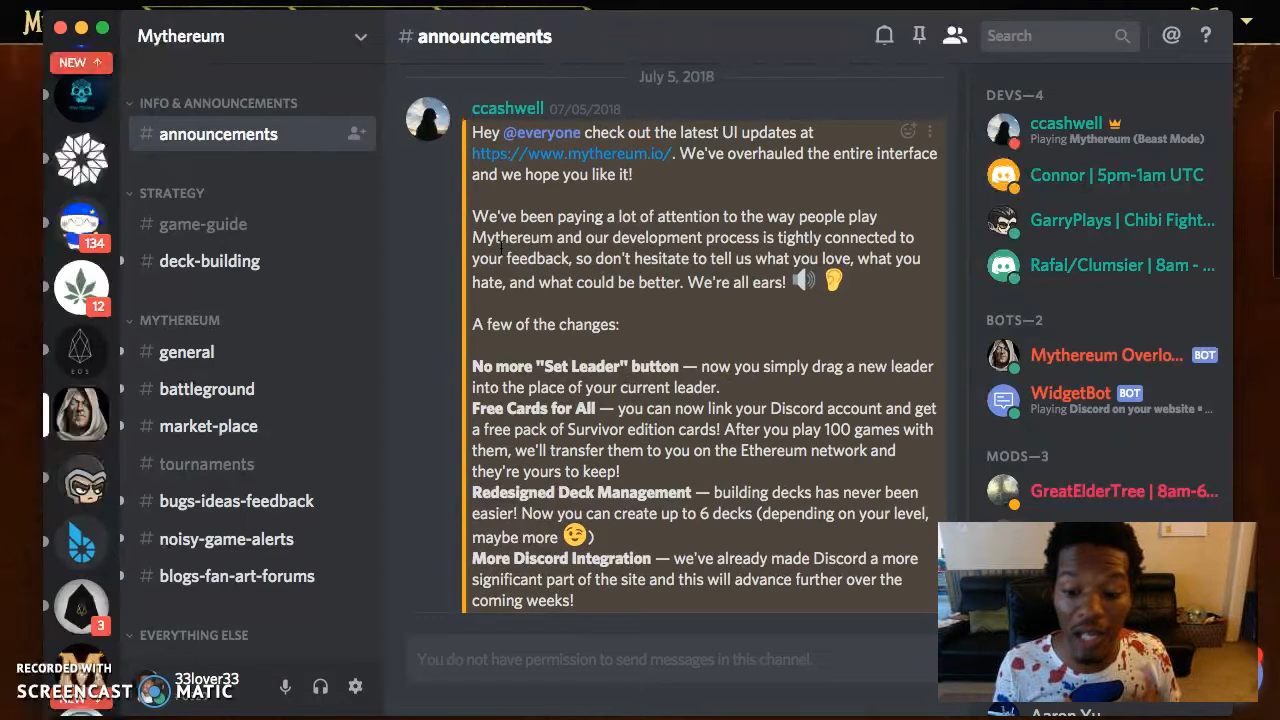 Mythereum
# announcements
Search
@ ?
NEW ↑
134
12
EOS
3
NEW
INFO & ANNOUNCEMENTS
# announcements
STRATEGY
# game-guide
# deck-building
MYTHEREUM
# general
# battleground
# market-place
# tournaments
# bugs-ideas-feedback
# noisy-game-alerts
# blogs-fan-art-forums
EVERYTHING ELSE
33lover33
RECORDED WITH
SCREENCAST MATIC
July 5, 2018
ccashwell 07/05/2018
Hey @everyone check out the latest UI updates at
https://www.mythereum.io/. We've overhauled the entire interface
and we hope you like it!
We've been paying a lot of attention to the way people play
Mythereum and our development process is tightly connected to
your feedback, so don't hesitate to tell us what you love, what you
hate, and what could be better. We're all ears! 🔊 👂
A few of the changes:
No more "Set Leader" button — now you simply drag a new leader
into the place of your current leader.
Free Cards for All — you can now link your Discord account and get
a free pack of Survivor edition cards! After you play 100 games with
them, we'll transfer them to you on the Ethereum network and
they're yours to keep!
Redesigned Deck Management — building decks has never been
easier! Now you can create up to 6 decks (depending on your level,
maybe more 😉)
More Discord Integration — we've already made Discord a more
significant part of the site and this will advance further over the
coming weeks!
You do not have permission to send messages in this channel.
DEVS—4
ccashwell
Playing Mythereum (Beast Mode)
Connor | 5pm-1am UTC
GarryPlays | Chibi Fight...
Rafal/Clumsier | 8am - ...
BOTS—2
Mythereum Overlo... BOT
WidgetBot BOT
Playing Discord on your website • ...
MODS—3
GreatElderTree | 8am-6...
Aaron Yu